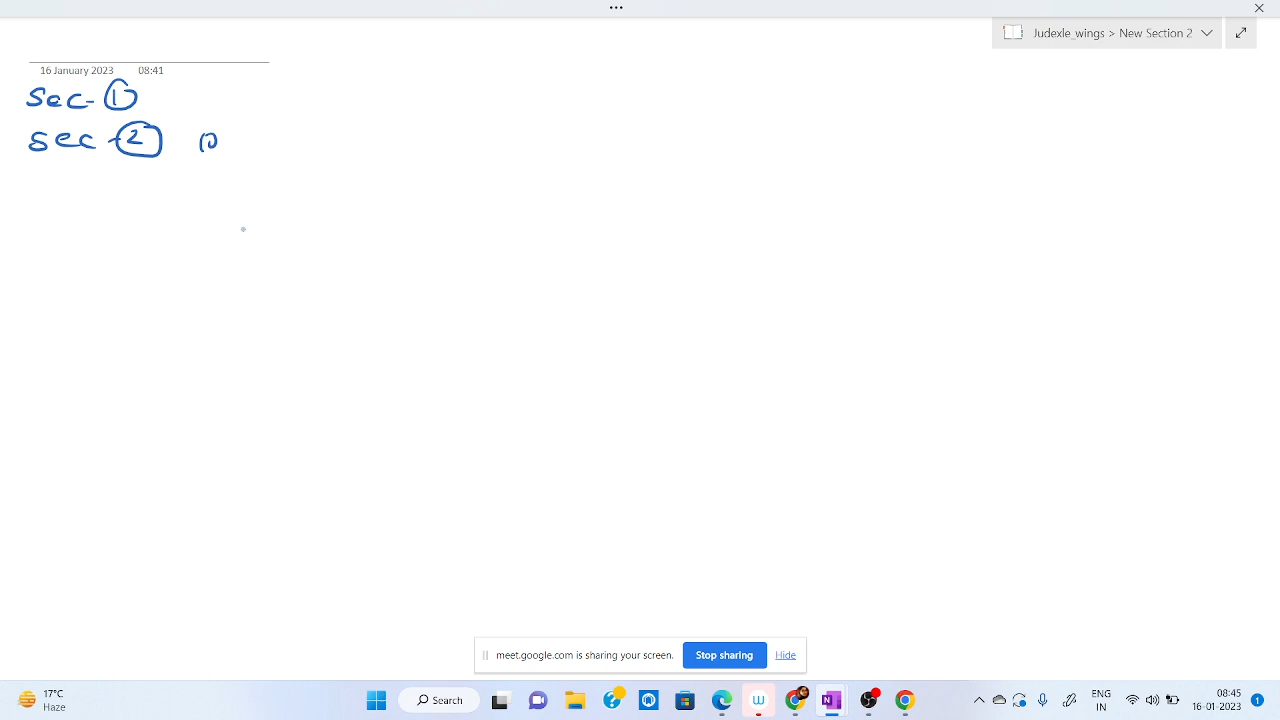 Judexle_wings > New Section 2
16 January 2023 08:41
Sec- 1
Sec-2
meet.google.com is sharing your screen. Stop sharing Hide
17°C
Haze
Search
ENG
IN
08:45
16-01-2023
1